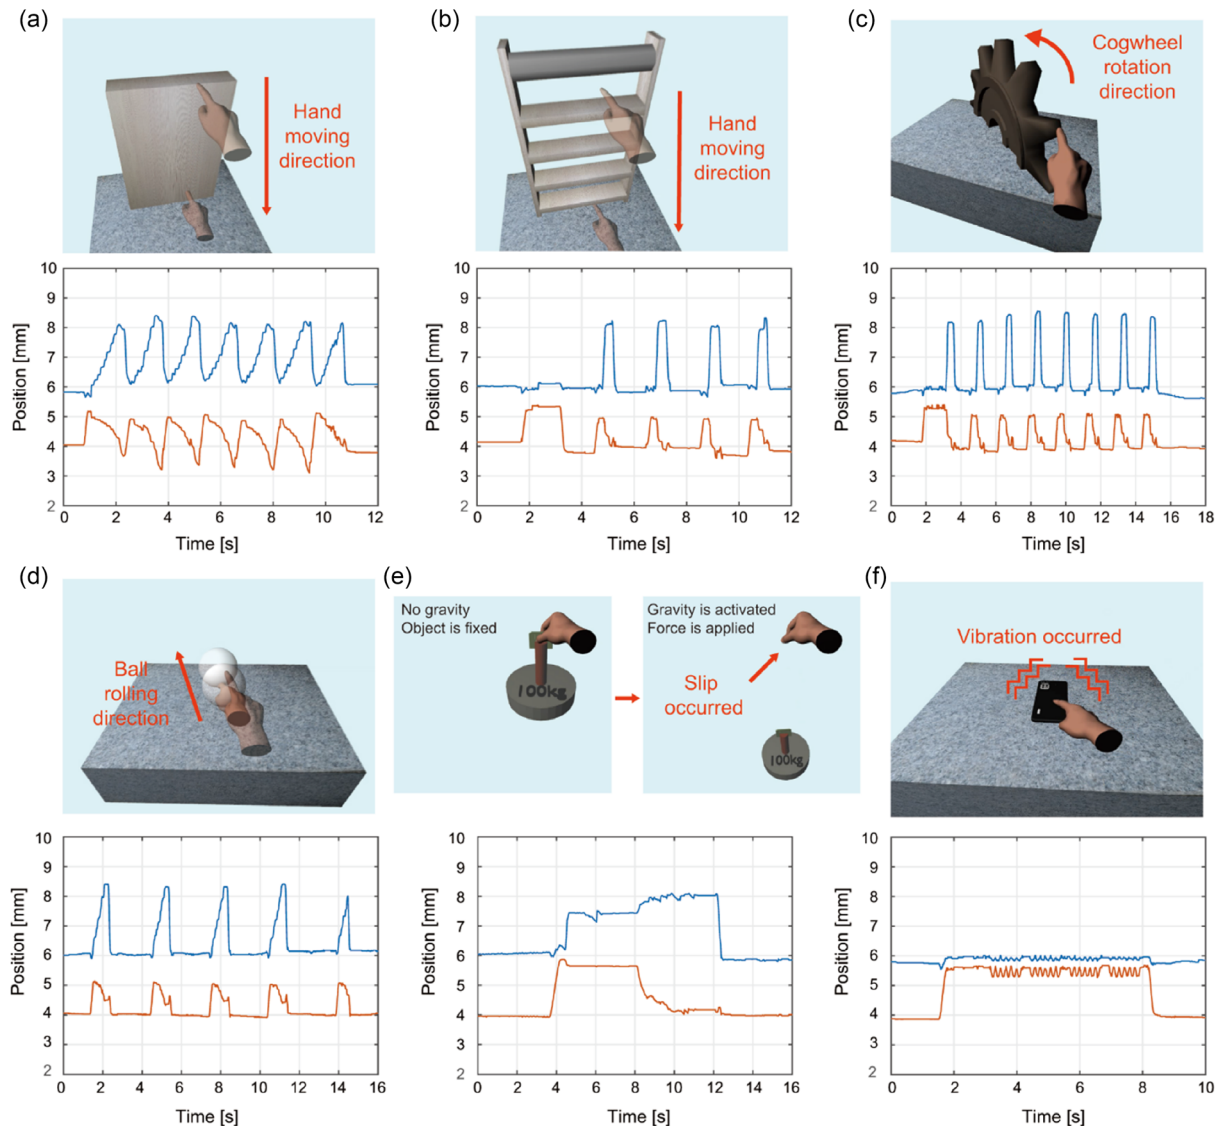 (a)
Hand
moving
direction
10
9
8
7
6
5
4
3
2
Position [mm]
0 2 4 6 8 10 12
Time [s]
(b)
Hand
moving
direction
10
9
8
7
6
5
4
3
2
Position [mm]
0 2 4 6 8 10 12
Time [s]
(c)
Cogwheel
rotation
direction
10
9
8
7
6
5
4
3
2
Position [mm]
0 2 4 6 8 10 12 14 16 18
Time [s]
(d)
Ball
rolling
direction
10
9
8
7
6
5
4
3
2
Position [mm]
0 2 4 6 8 10 12 14 16
Time [s]
(e)
No gravity
Object is fixed
100kg
Gravity is activated
Force is applied
Slip
occurred
100kg
10
9
8
7
6
5
4
3
2
Position [mm]
0 2 4 6 8 10 12 14 16
Time [s]
(f)
Vibration occurred
10
9
8
7
6
5
4
3
2
Position [mm]
0 2 4 6 8 10
Time [s]